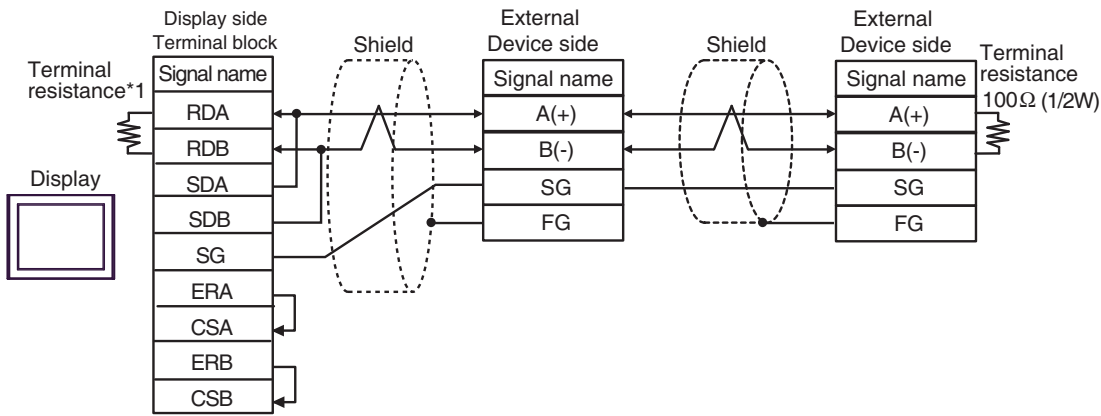 Display side
Terminal block
Signal name
RDA
RDB
SDA
SDB
SG
ERA
CSA
ERB
CSB
Terminal
resistance*1
Display
Shield
External
Device side
Signal name
A(+)
B(-)
SG
FG
Shield
External
Device side
Signal name
A(+)
B(-)
SG
FG
Terminal
resistance
100Ω (1/2W)